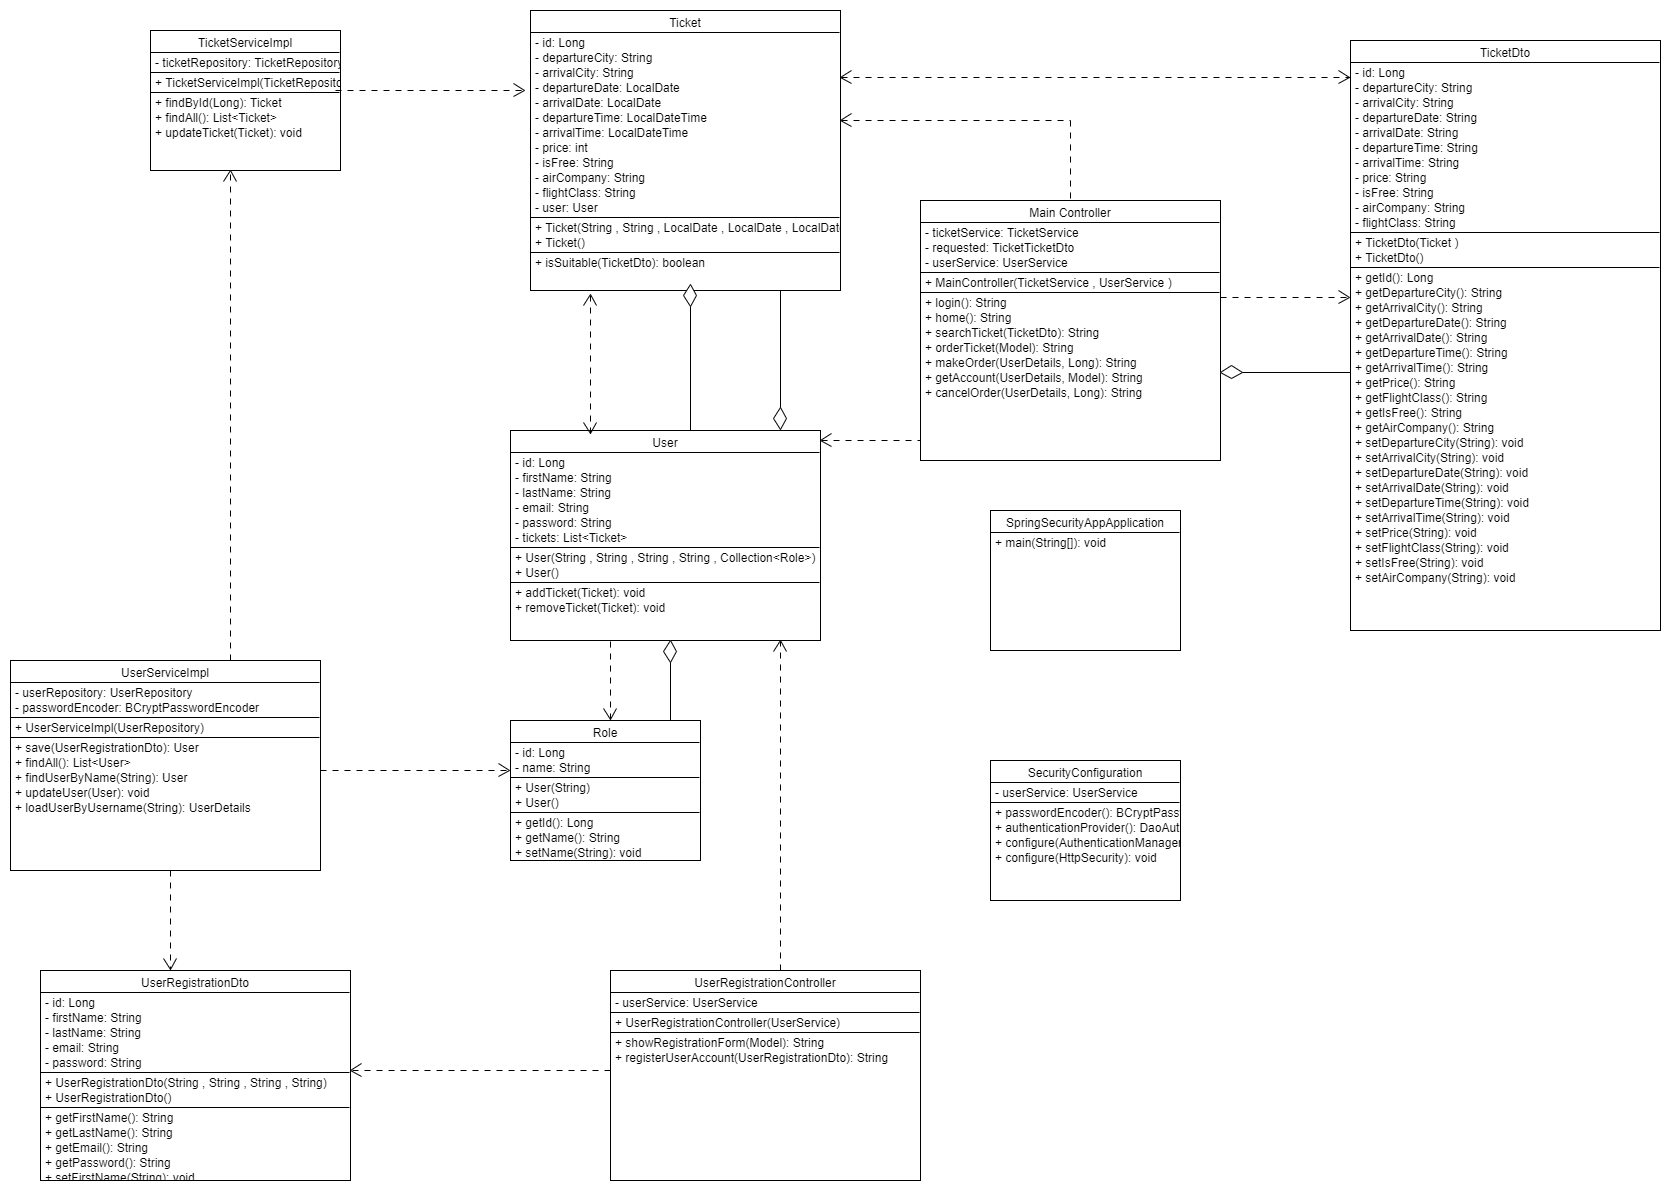 TicketServiceImpl
- ticketRepository: TicketRepository
+ TicketServiceImpl(TicketReposito
+ findById(Long): Ticket
+ findAll(): List<Ticket>
+ updateTicket(Ticket): void
Ticket
- id: Long
- departureCity: String
- arrivalCity: String
- departureDate: LocalDate
- arrivalDate: LocalDate
- departureTime: LocalDateTime
- arrivalTime: LocalDateTime
- price: int
- isFree: String
- airCompany: String
- flightClass: String
- user: User
+ Ticket(String , String , LocalDate , LocalDate , LocalDat
+ Ticket()
+ isSuitable(TicketDto): boolean
TicketDto
- id: Long
- departureCity: String
- arrivalCity: String
- departureDate: String
- arrivalDate: String
- departureTime: String
- arrivalTime: String
- price: String
- isFree: String
- airCompany: String
- flightClass: String
+ TicketDto(Ticket )
+ TicketDto()
+ getId(): Long
+ getDepartureCity(): String
+ getArrivalCity(): String
+ getDepartureDate(): String
+ getArrivalDate(): String
+ getDepartureTime(): String
+ getArrivalTime(): String
+ getPrice(): String
+ getFlightClass(): String
+ getIsFree(): String
+ getAirCompany(): String
+ setDepartureCity(String): void
+ setArrivalCity(String): void
+ setDepartureDate(String): void
+ setArrivalDate(String): void
+ setDepartureTime(String): void
+ setArrivalTime(String): void
+ setPrice(String): void
+ setFlightClass(String): void
+ setIsFree(String): void
+ setAirCompany(String): void
Main Controller
- ticketService: TicketService
- requested: TicketTicketDto
- userService: UserService
+ MainController(TicketService , UserService )
+ login(): String
+ home(): String
+ searchTicket(TicketDto): String
+ orderTicket(Model): String
+ makeOrder(UserDetails, Long): String
+ getAccount(UserDetails, Model): String
+ cancelOrder(UserDetails, Long): String
User
- id: Long
- firstName: String
- lastName: String
- email: String
- password: String
- tickets: List<Ticket>
+ User(String , String , String , String , Collection<Role>)
+ User()
+ addTicket(Ticket): void
+ removeTicket(Ticket): void
SpringSecurityAppApplication
+ main(String[]): void
UserServiceImpl
- userRepository: UserRepository
- passwordEncoder: BCryptPasswordEncoder
+ UserServiceImpl(UserRepository)
+ save(UserRegistrationDto): User
+ findAll(): List<User>
+ findUserByName(String): User
+ updateUser(User): void
+ loadUserByUsername(String): UserDetails
Role
- id: Long
- name: String
+ User(String)
+ User()
+ getId(): Long
+ getName(): String
+ setName(String): void
SecurityConfiguration
- userService: UserService
+ passwordEncoder(): BCryptPass
+ authenticationProvider(): DaoAut
+ configure(AuthenticationManager
+ configure(HttpSecurity): void
UserRegistrationDto
- id: Long
- firstName: String
- lastName: String
- email: String
- password: String
+ UserRegistrationDto(String , String , String , String)
+ UserRegistrationDto()
+ getFirstName(): String
+ getLastName(): String
+ getEmail(): String
+ getPassword(): String
+ setFirstName(String): void
UserRegistrationController
- userService: UserService
+ UserRegistrationController(UserService)
+ showRegistrationForm(Model): String
+ registerUserAccount(UserRegistrationDto): String